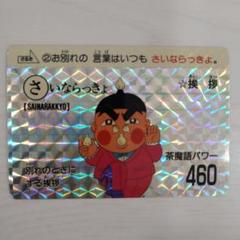 ②お別れの 言葉はいつも さいならっきょ。
さいならっきょ ☆挨拶
[SAINARAKKYO]
別れのときに
する挨拶
茶魔語パワー
460